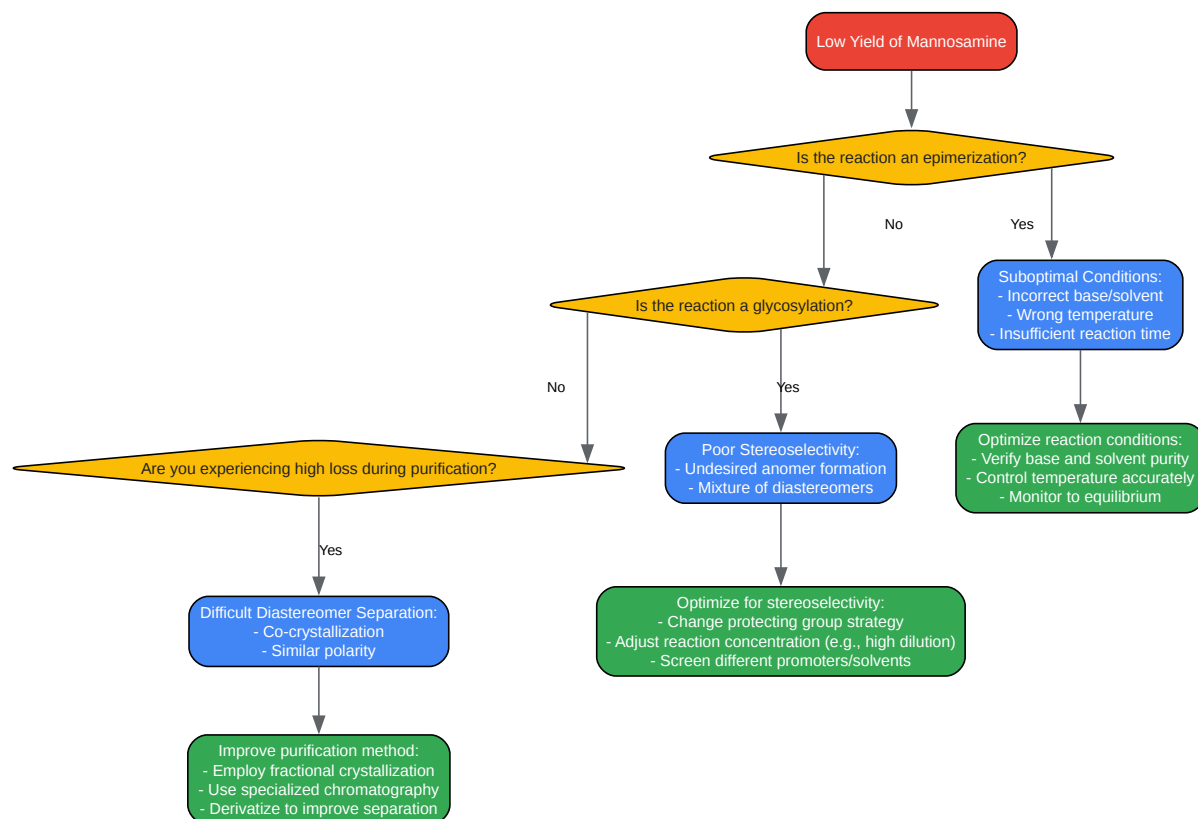 Low Yield of Mannosamine
Is the reaction an epimerization?
No
Yes
Suboptimal Conditions:
- Incorrect base/solvent
- Wrong temperature
- Insufficient reaction time
Is the reaction a glycosylation?
No
Yes
Optimize reaction conditions:
- Verify base and solvent purity
- Control temperature accurately
- Monitor to equilibrium
Are you experiencing high loss during purification?
Poor Stereoselectivity:
- Undesired anomer formation
- Mixture of diastereomers
Yes
Difficult Diastereomer Separation:
- Co-crystallization
- Similar polarity
Optimize for stereoselectivity:
- Change protecting group strategy
- Adjust reaction concentration (e.g., high dilution)
- Screen different promoters/solvents
Improve purification method:
- Employ fractional crystallization
- Use specialized chromatography
- Derivatize to improve separation